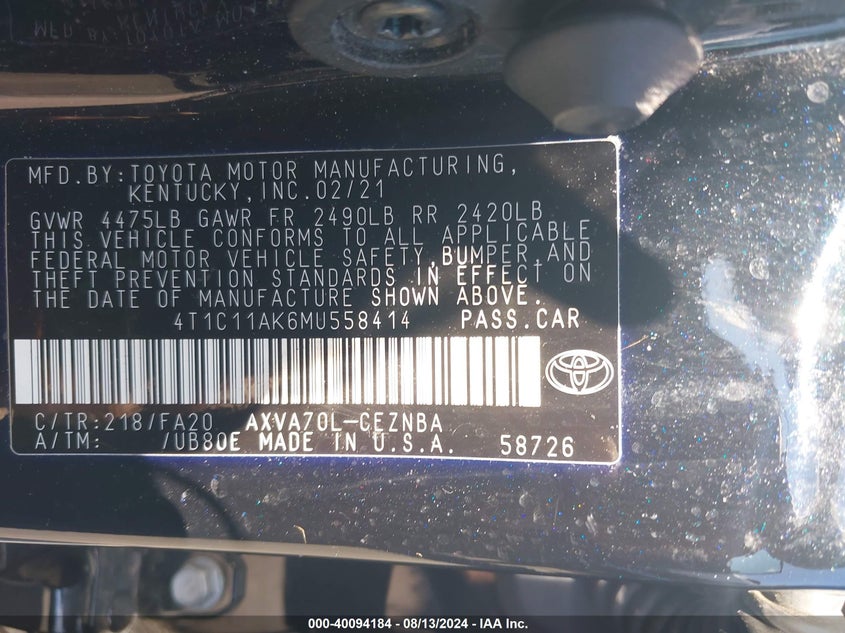 MFD.BY:TOYOTA MOTOR MANUFACTURING,
KENTUCKY,INC.02/21
GVWR 4475LB GAWR FR 2490LB RR 2420LB
THIS VEHICLE CONFORMS TO ALL APPLICABLE
FEDERAL MOTOR VEHICLE SAFETY,BUMPER,AND
THEFT PREVENTION STANDARDS IN EFFECT ON
THE DATE OF MANUFACTURE SHOWN ABOVE.
4T1C11AK6MU558414 PASS.CAR
C/TR:218/FA20 AXVA70L-CEZNBA
A/TM: /UB80E MADE IN U.S.A. 58726
000-40094184 - 08/13/2024 - IAA Inc.